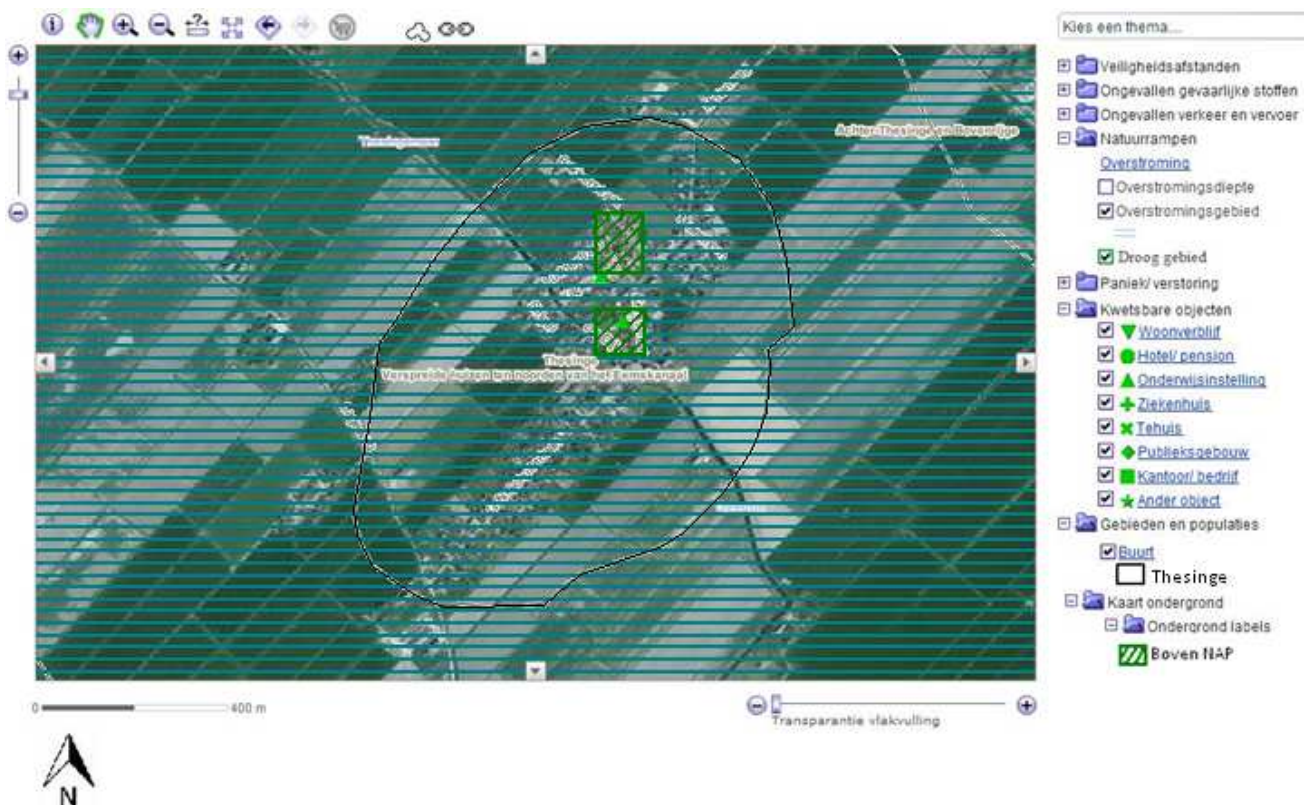 Kies een thema....
Veiligheidsafstanden
Ongevallen gevaarlijke stoffen
Ongevallen verkeer en vervoer
Natuurrampen
Overstroming
Overstromingsdiepte
Overstromingsgebied
Droog gebied
Paniek/ verstoring
Kwetsbare objecten
Woonverblijf
Hotel/ pension
Onderwijsinstelling
Ziekenhuis
Tehuis
Publieksgebouw
Kantoor/ bedrijf
Ander object
Gebieden en populaties
Buurt
Thesinge
Kaart ondergrond
Ondergrond labels
Boven NAP
Achter-Thesinge en Bovenrijge
Thesinge
Verspreide huizen ten noorden van het Eemskanaal
0 400 m
Transparantie vlakvulling
N